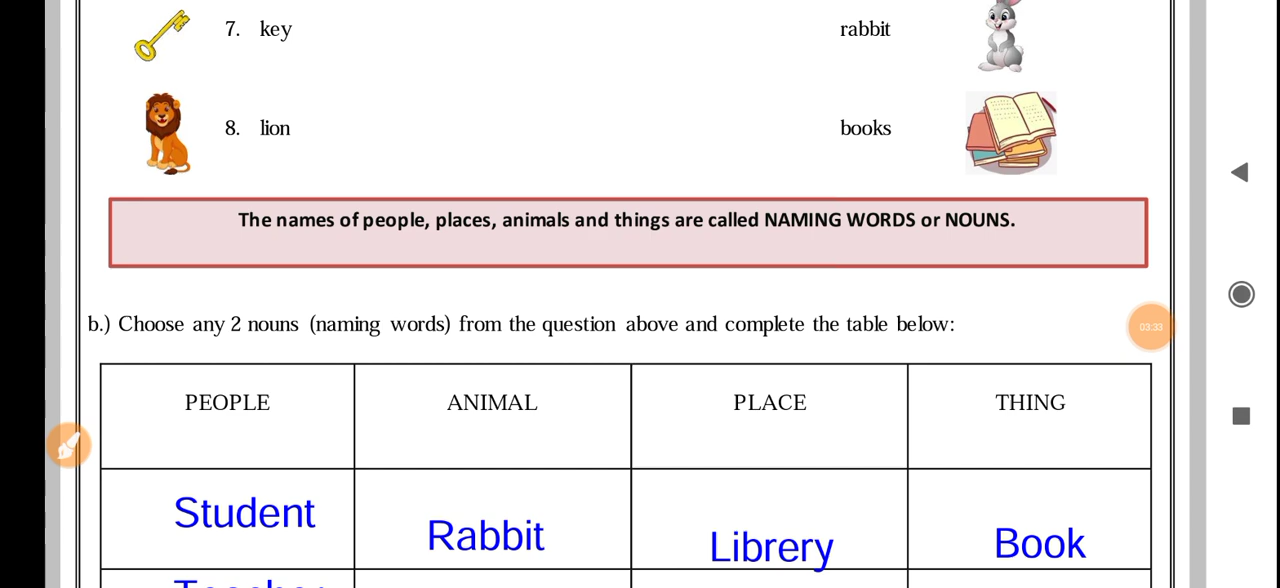 7. key rabbit
8. lion books
The names of people, places, animals and things are called NAMING WORDS or NOUNS.
b.) Choose any 2 nouns (naming words) from the question above and complete the table below:
03:33
PEOPLE ANIMAL PLACE THING
Student Rabbit Librery Book
Teacher